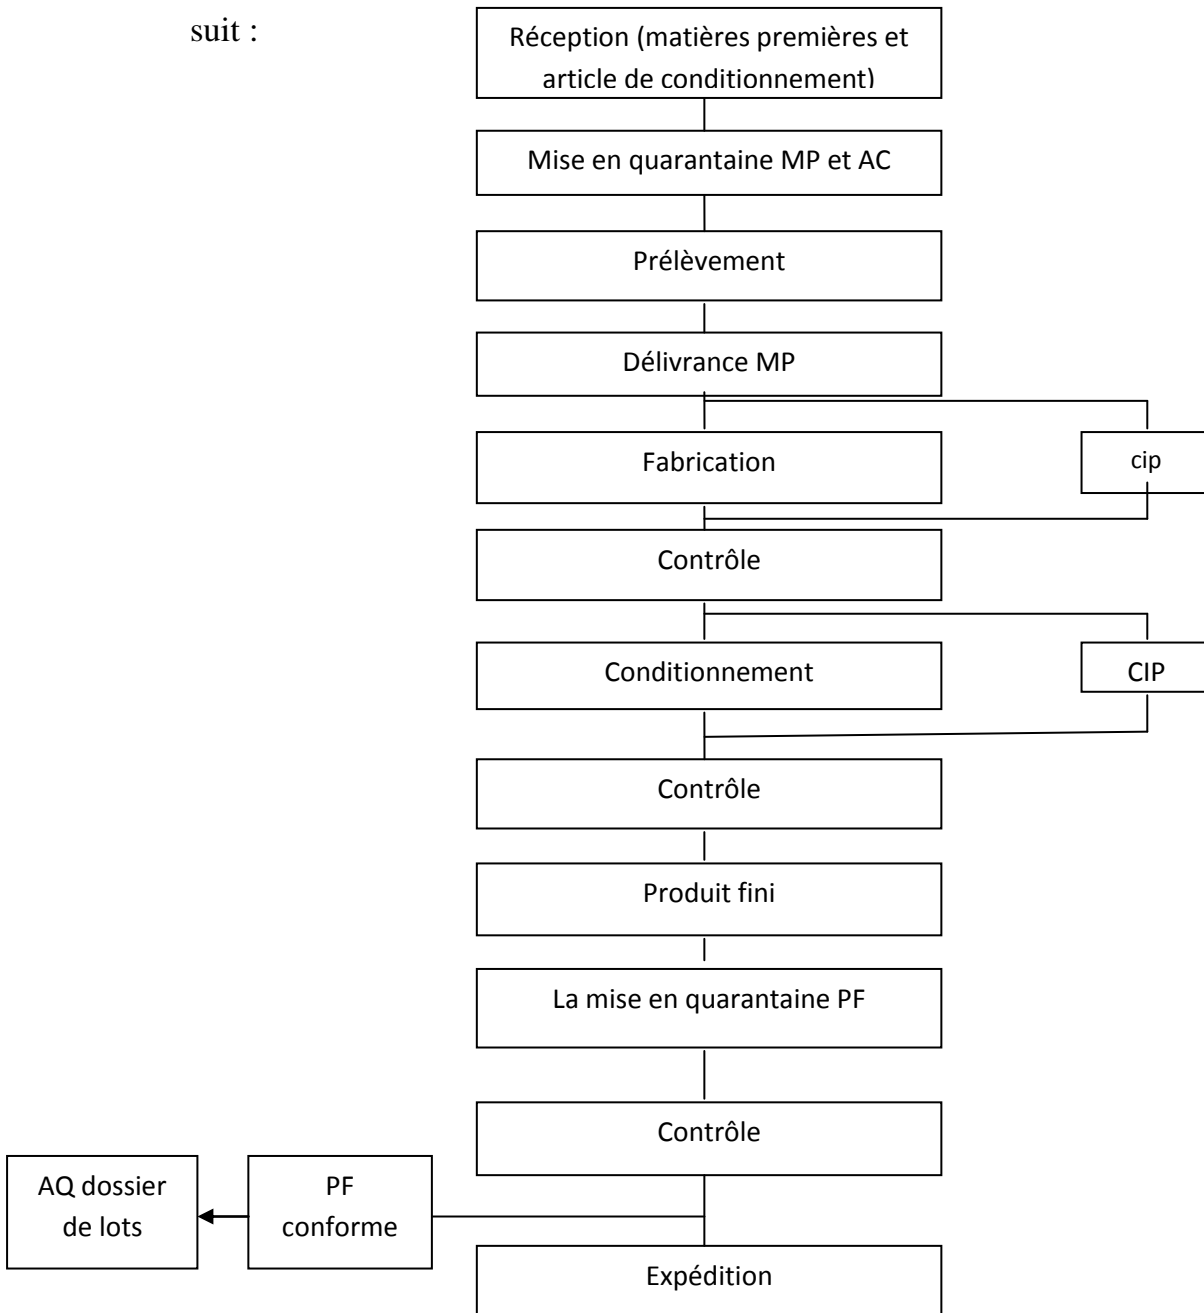 suit :
Réception (matières premières et
article de conditionnement)
Mise en quarantaine MP et AC
Prélèvement
Délivrance MP
Fabrication
cip
Contrôle
Conditionnement
CIP
Contrôle
Produit fini
La mise en quarantaine PF
Contrôle
AQ dossier
de lots
PF
conforme
Expédition